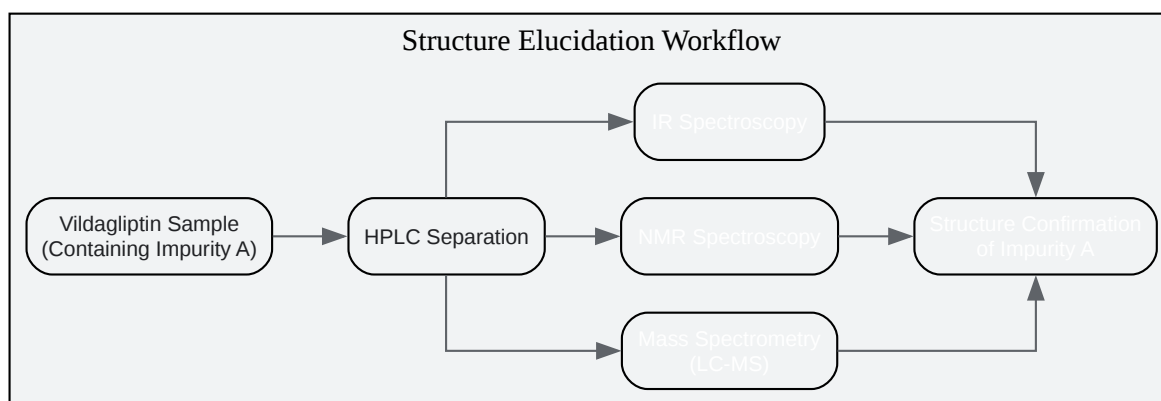 Structure Elucidation Workflow
IR Spectroscopy
Vildagliptin Sample
(Containing Impurity A)
HPLC Separation
NMR Spectroscopy
Structure Confirmation
of Impurity A
Mass Spectrometry
(LC-MS)